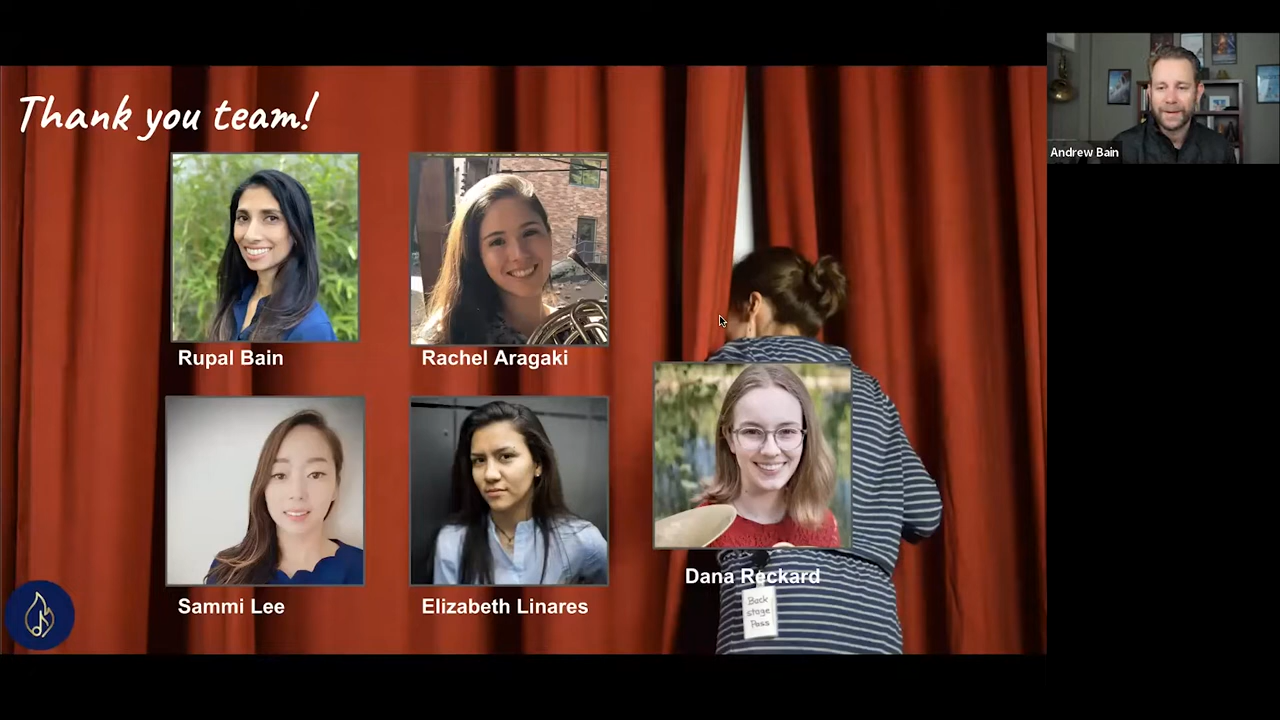 Thank you team!
Andrew Bain
Rupal Bain
Rachel Aragaki
Sammi Lee
Elizabeth Linares
Dana Reckard
Back
stage
Pass